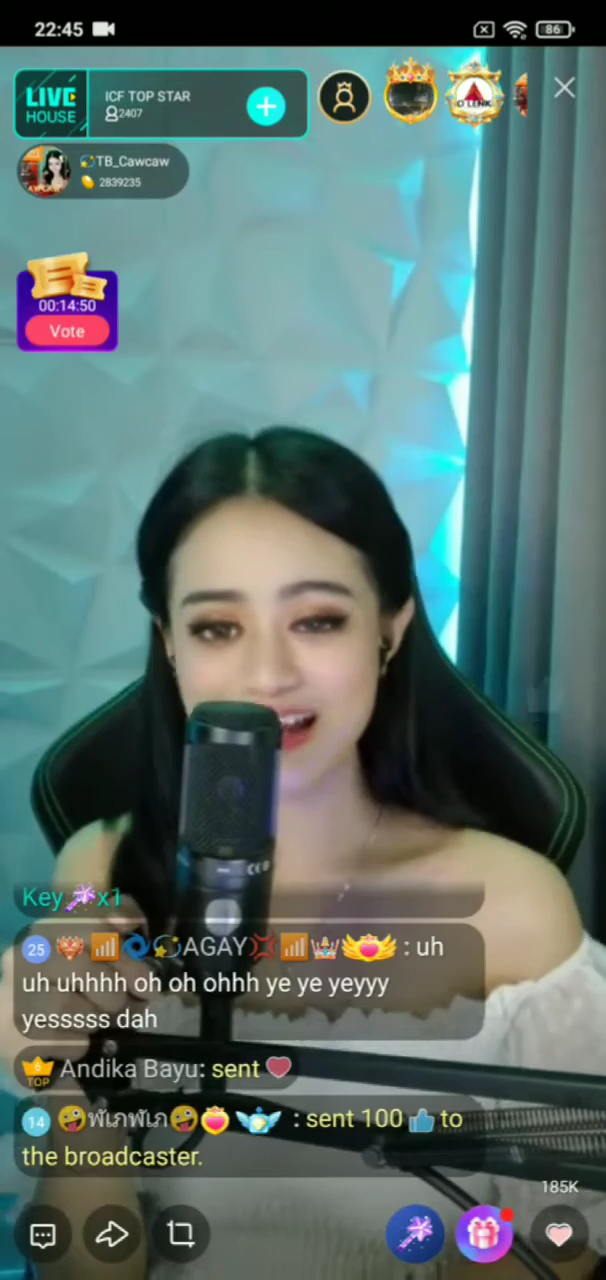 22:45
86
LIVE
HOUSE
ICF TOP STAR
2407
O LENK
💫TB_Cawcaw
2839235
00:14:50
Vote
Key x1
25 AGAY💢 : uh
uh uhhhh oh oh ohhh ye ye yeyyy
yesssss dah
6
TOP
Andika Bayu: sent❤
14 🤪พัเภพัเภ🤪 : sent 100 👍 to
the broadcaster.
185K